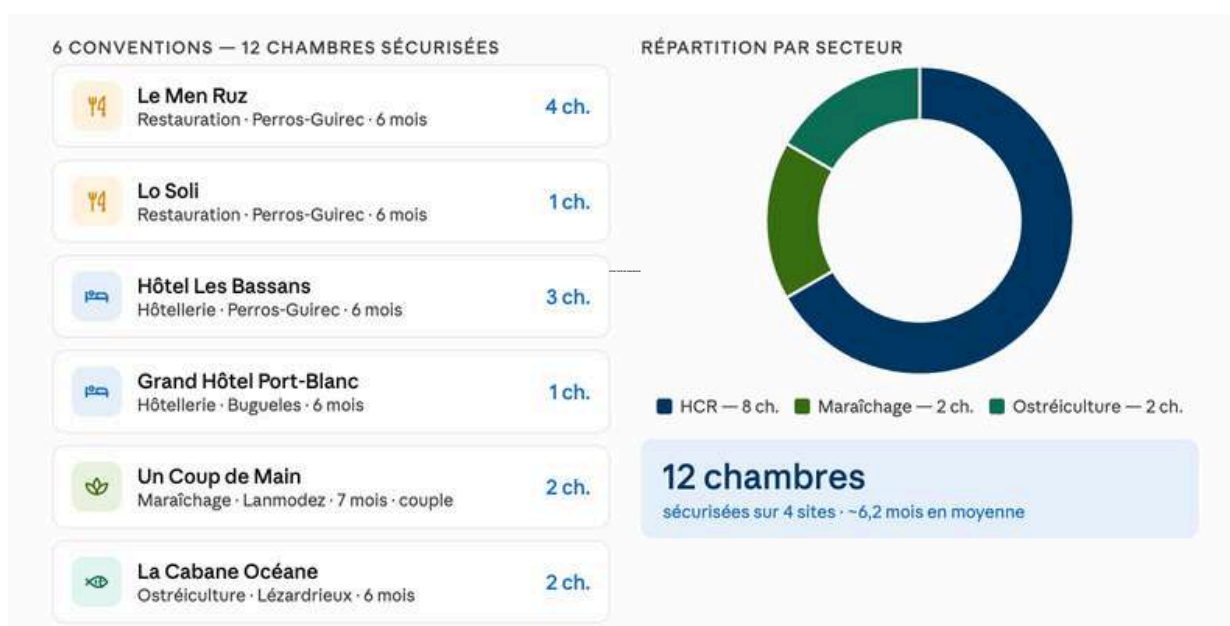 6 CONVENTIONS — 12 CHAMBRES SÉCURISÉES
Le Men Ruz
Restauration · Perros-Guirec · 6 mois
4 ch.
Lo Soli
Restauration · Perros-Guirec · 6 mois
1 ch.
Hôtel Les Bassans
Hôtellerie · Perros-Guirec · 6 mois
3 ch.
Grand Hôtel Port-Blanc
Hôtellerie · Bugueles · 6 mois
1 ch.
Un Coup de Main
Maraîchage · Lanmodez · 7 mois · couple
2 ch.
La Cabane Océane
Ostréiculture · Lézardrieux · 6 mois
2 ch.
RÉPARTITION PAR SECTEUR
HCR — 8 ch.
Maraîchage — 2 ch.
Ostréiculture — 2 ch.
12 chambres
sécurisées sur 4 sites · ~6,2 mois en moyenne